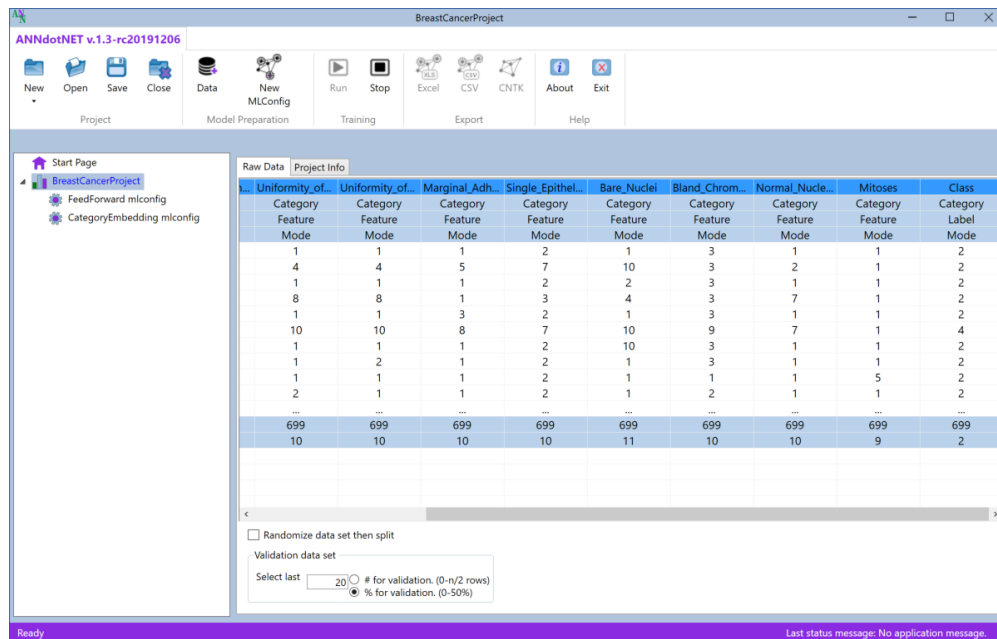 BreastCancerProject
ANNdotNET v.1.3-rc20191206
New Open Save Close Data New MLConfig Run Stop Excel CSV CNTK About Exit
Project Model Preparation Training Export Help
Start Page
BreastCancerProject
FeedForward mlconfig
CategoryEmbedding mlconfig
Raw Data Project Info
Uniformity_of... Uniformity_of... Marginal_Adh... Single_Epithel... Bare_Nuclei Bland_Chrom... Normal_Nucle... Mitoses Class
Category Category Category Category Category Category Category Category Category
Feature Feature Feature Feature Feature Feature Feature Feature Label
Mode Mode Mode Mode Mode Mode Mode Mode Mode
1 1 1 2 1 3 1 1 2
4 4 5 7 10 3 2 1 2
1 1 1 2 2 3 1 1 2
8 8 1 3 4 3 7 1 2
1 1 3 2 1 3 1 1 2
10 10 8 7 10 9 7 1 4
1 1 1 2 10 3 1 1 2
1 2 1 2 1 3 1 1 2
1 1 1 2 1 1 1 5 2
2 1 1 2 1 2 1 1 2
... ... ... ... ... ... ... ... ...
699 699 699 699 699 699 699 699 699
10 10 10 10 11 10 10 9 2
Randomize data set then split
Validation data set
Select last 20 # for validation. (0-n/2 rows)
% for validation. (0-50%)
Ready Last status message: No application message.